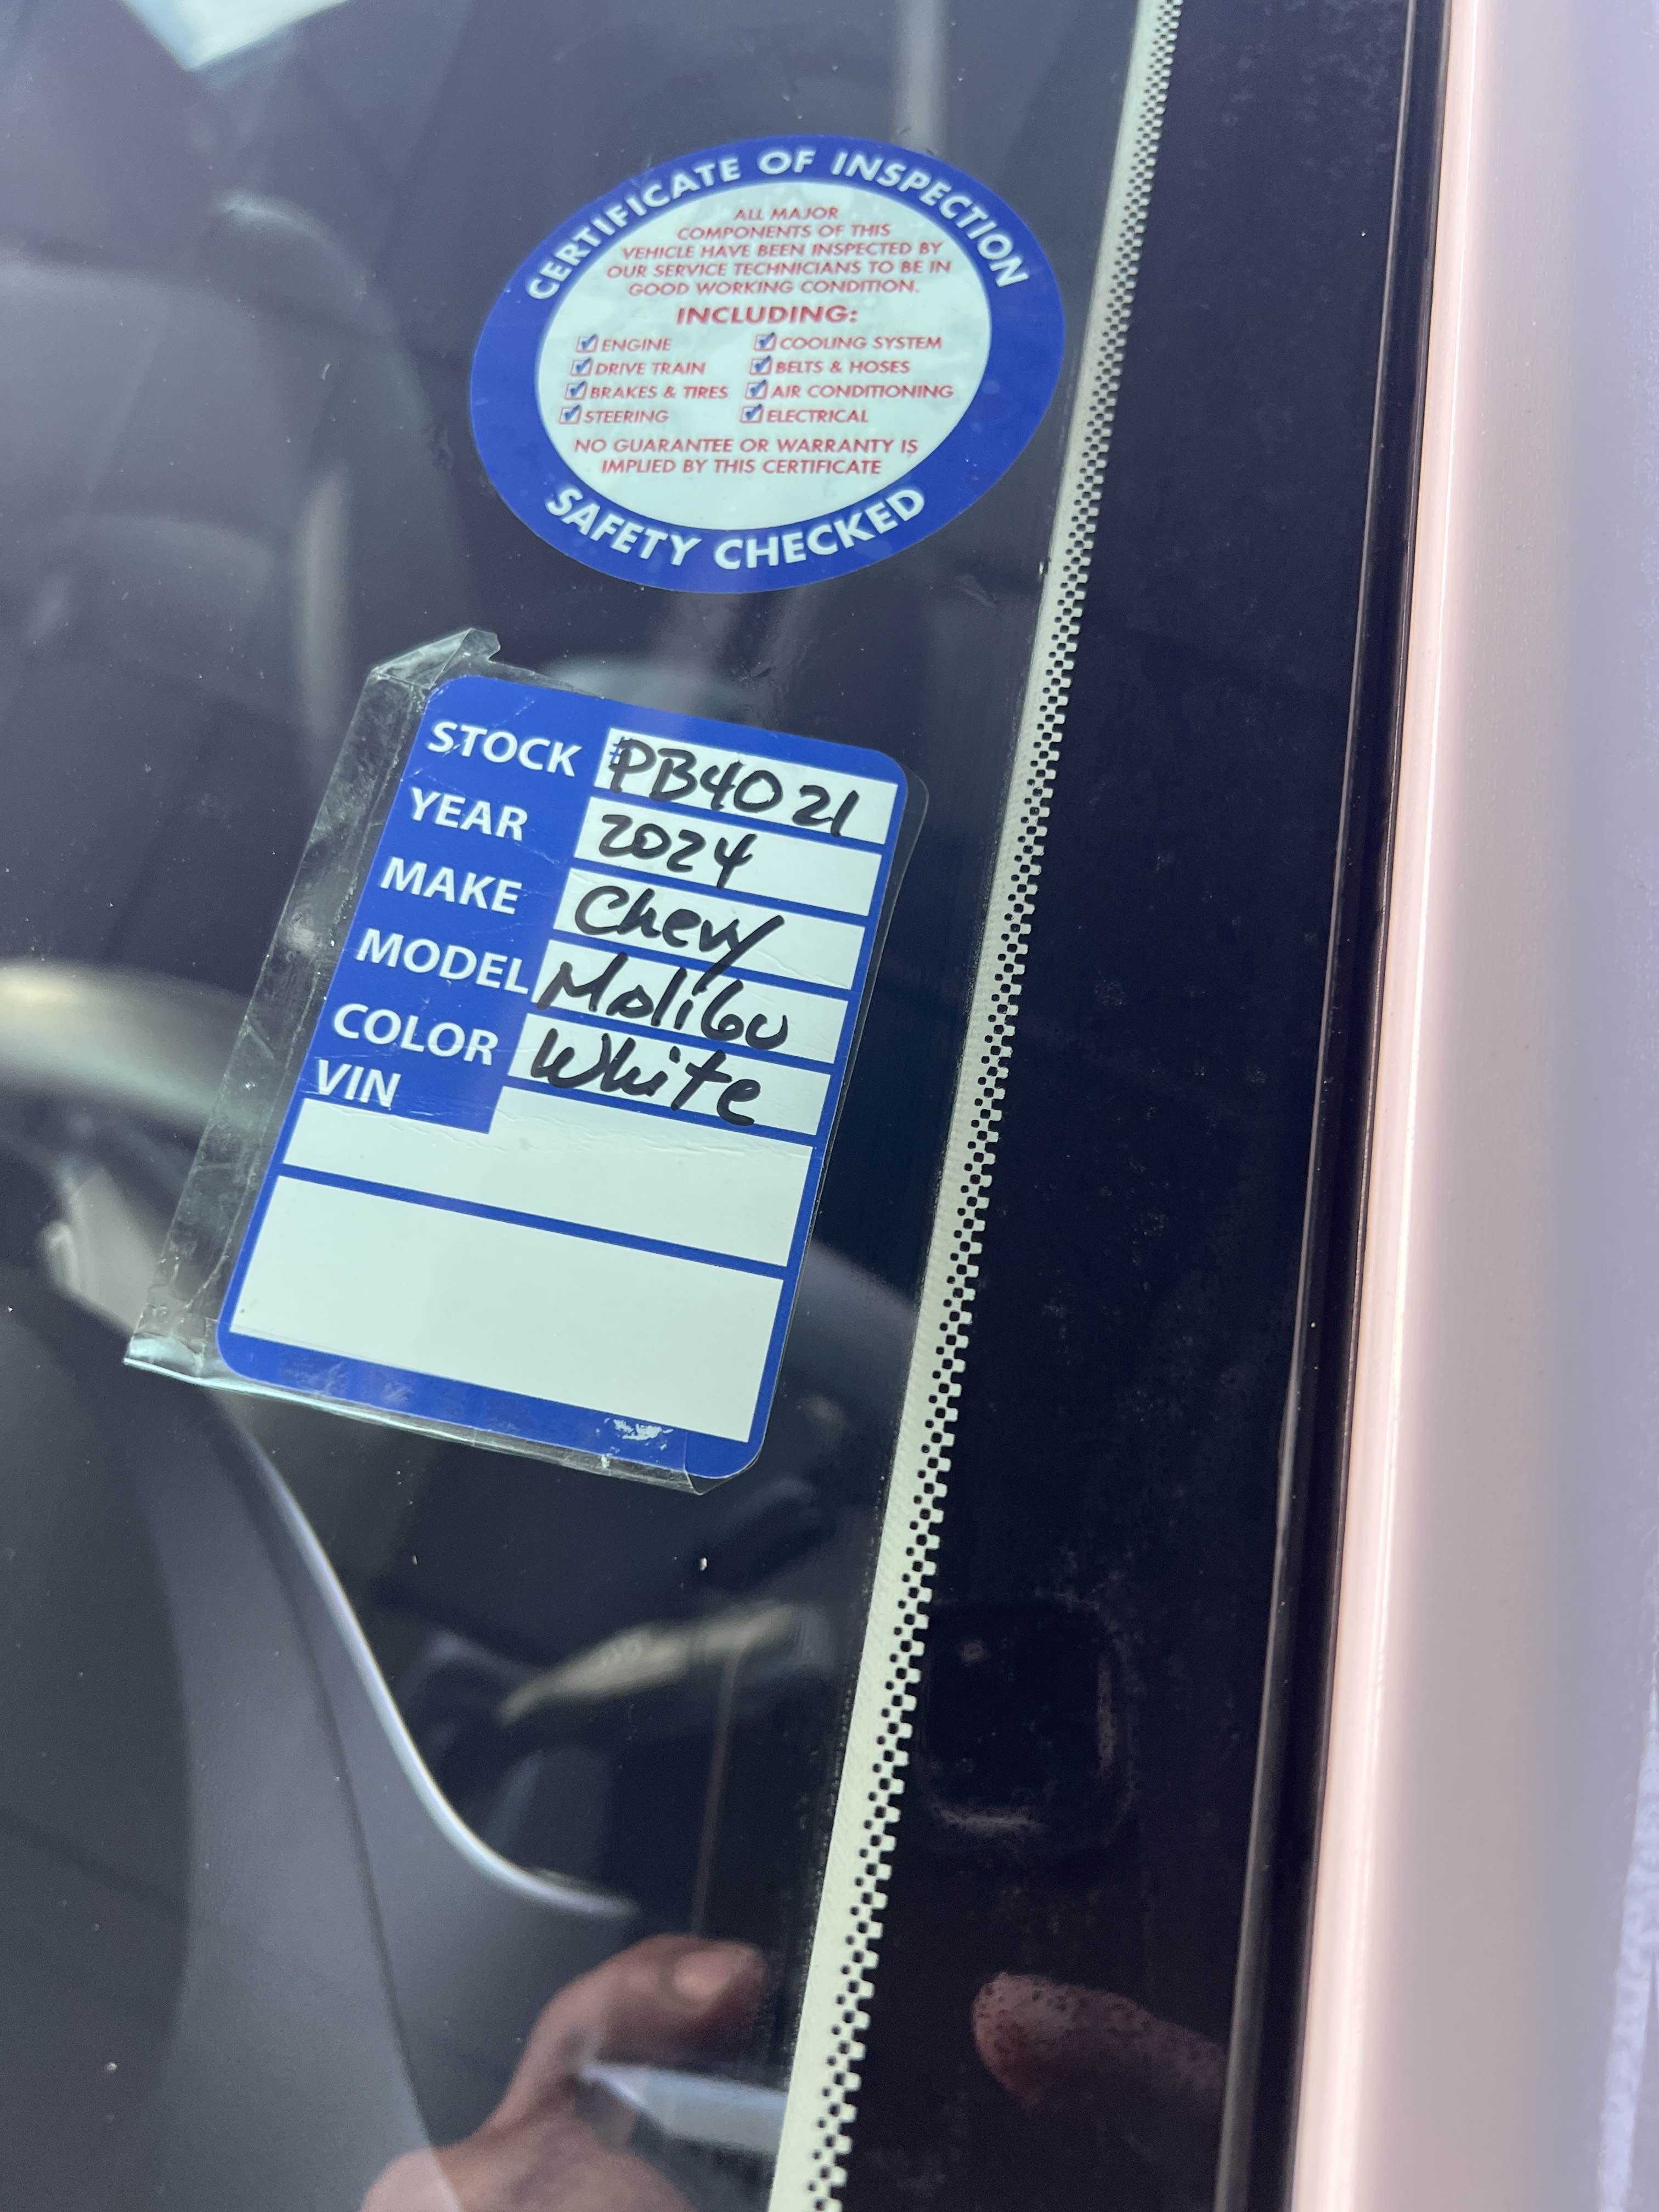 CERTIFICATE OF INSPECTION
ALL MAJOR
COMPONENTS OF THIS
VEHICLE HAVE BEEN INSPECTED BY
OUR SERVICE TECHNICIANS TO BE IN
GOOD WORKING CONDITION.
INCLUDING:
ENGINE COOLING SYSTEM
DRIVE TRAIN BELTS & HOSES
BRAKES & TIRES AIR CONDITIONING
STEERING ELECTRICAL
NO GUARANTEE OR WARRANTY IS
IMPLIED BY THIS CERTIFICATE
SAFETY CHECKED
STOCK # PB4021
YEAR 2024
MAKE Chevy
MODEL Malibu
COLOR White
VIN